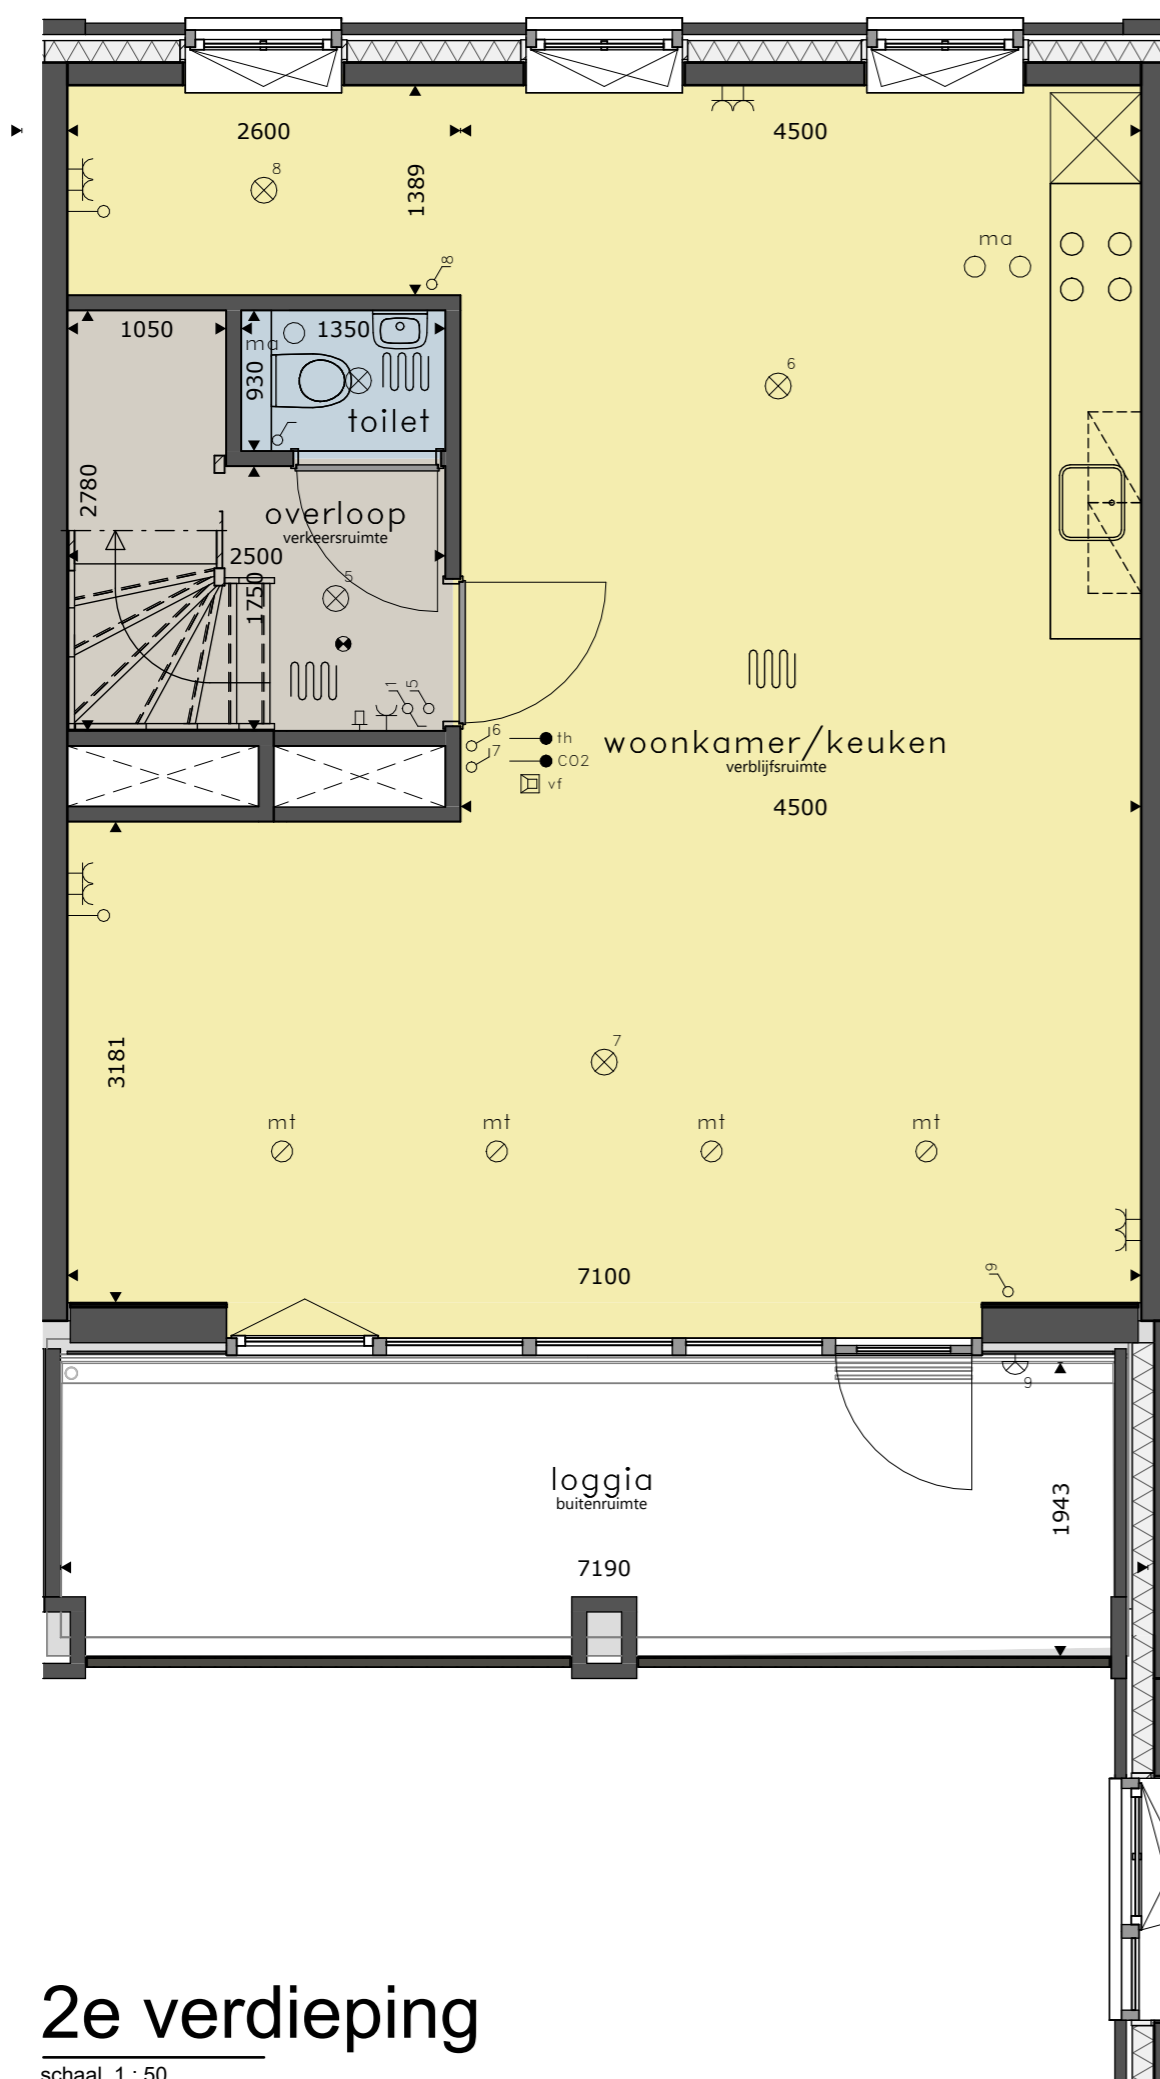 2600
4500
1389
8
8
ma
1050
1350
ma
930
toilet
6
2780
overloop
verkeersruimte
2500
1750
5
1
5
6
th
7
CO2
vf
woonkamer/keuken
verblijfsruimte
4500
3181
7
mt
mt
mt
mt
7100
9
9
loggia
buitenruimte
1943
7190
2e verdieping
schaal 1 : 50